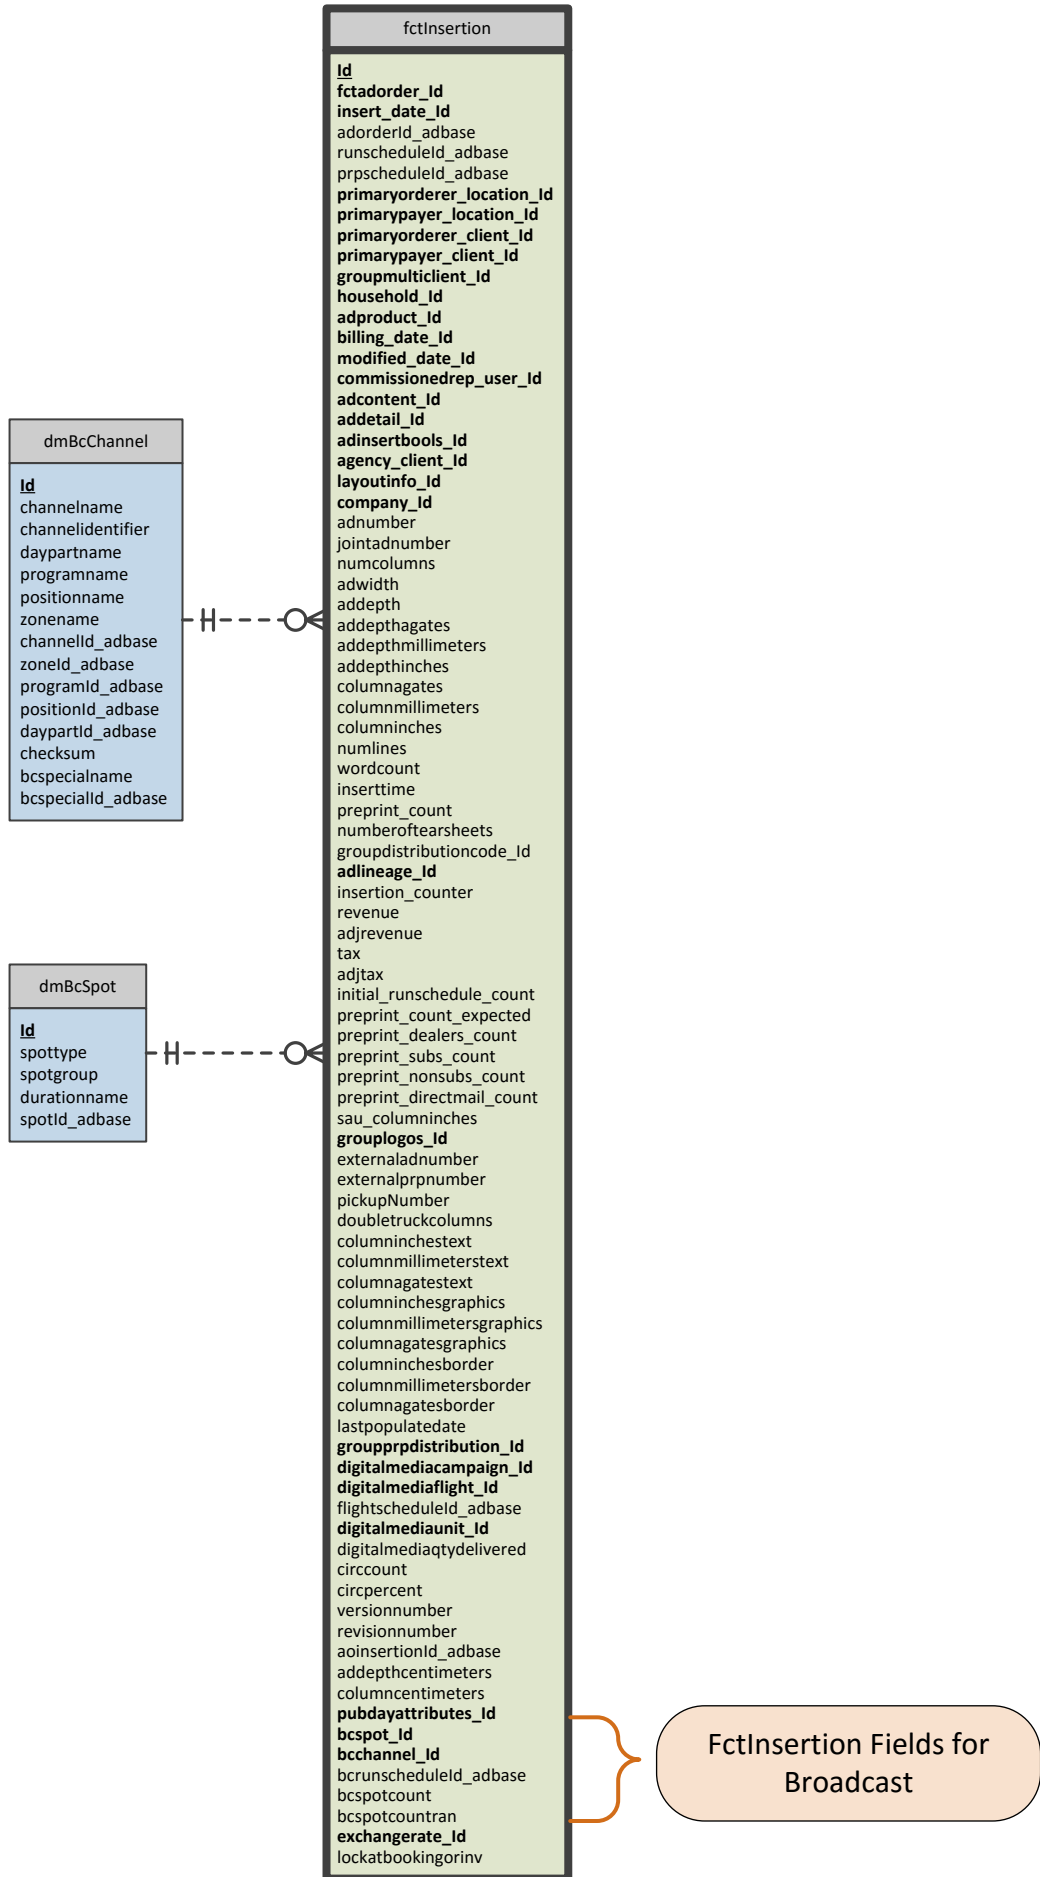 fctInsertion
Id
fctadorder_Id
insert_date_Id
adorderId_adbase
runscheduleId_adbase
prpscheduleId_adbase
primaryorderer_location_Id
primarypayer_location_Id
primaryorderer_client_Id
primarypayer_client_Id
groupmulticlient_Id
household_Id
adproduct_Id
billing_date_Id
modified_date_Id
commissionedrep_user_Id
adcontent_Id
addetail_Id
adinsertbools_Id
agency_client_Id
layoutinfo_Id
company_Id
adnumber
jointadnumber
numcolumns
adwidth
addepth
addepthagates
addepthmillimeters
addepthinches
columnagates
columnmillimeters
columninches
numlines
wordcount
inserttime
preprint_count
numberoftearsheets
groupdistributioncode_Id
adlineage_Id
insertion_counter
revenue
adjrevenue
tax
adjtax
initial_runschedule_count
preprint_count_expected
preprint_dealers_count
preprint_subs_count
preprint_nonsubs_count
preprint_directmail_count
sau_columninches
grouplogos_Id
externaladnumber
externalprpnumber
pickupNumber
doubletruckcolumns
columninchestext
columnmillimeterstext
columnagatestext
columninchesgraphics
columnmillimetersgraphics
columnagatesgraphics
columninchesborder
columnmillimetersborder
columnagatesborder
lastpopulatedate
groupprpdistribution_Id
digitalmediacampaign_Id
digitalmediaflight_Id
flightscheduleId_adbase
digitalmediaunit_Id
digitalmediaqtydelivered
circcount
circpercent
versionnumber
revisionnumber
aoinsertionId_adbase
addepthcentimeters
columncentimeters
pubdayattributes_Id
bcspot_Id
bcchannel_Id
bcrunscheduleId_adbase
bcspotcount
bcspotcountran
exchangerate_Id
lockatbookingorinv
dmBcChannel
Id
channelname
channelidentifier
daypartname
programname
positionname
zonename
channelId_adbase
zoneId_adbase
programId_adbase
positionId_adbase
daypartId_adbase
checksum
bcspecialname
bcspecialId_adbase
dmBcSpot
Id
spottype
spotgroup
durationname
spotId_adbase
FctInsertion Fields for
Broadcast